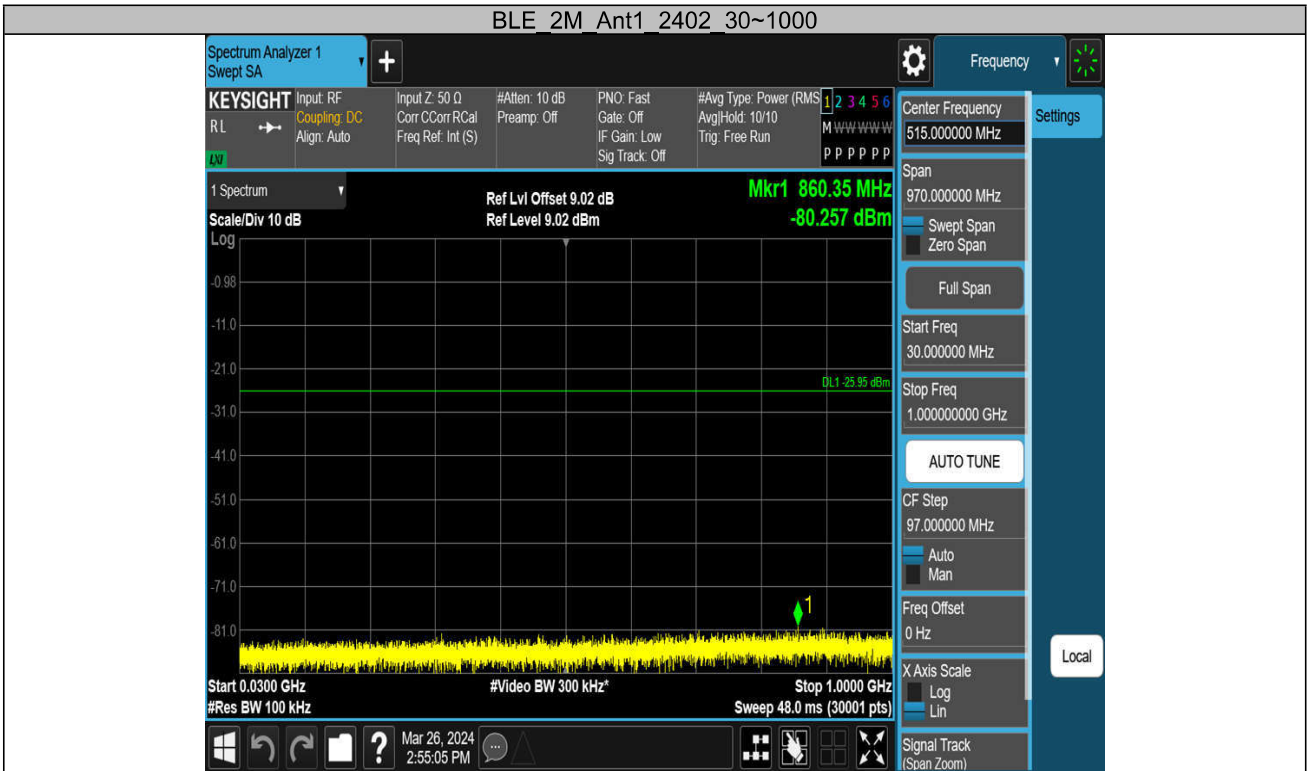 BLE_2M_Ant1_2402_30~1000
Spectrum Analyzer 1
Swept SA
+
Frequency
KEYSIGHT
RL
LXI
Input: RF
Coupling: DC
Align: Auto
Input Z: 50 Ω
Corr CCorr RCal
Freq Ref: Int (S)
#Atten: 10 dB
Preamp: Off
PNO: Fast
Gate: Off
IF Gain: Low
Sig Track: Off
#Avg Type: Power (RMS
Avg|Hold: 10/10
Trig: Free Run
1 2 3 4 5 6
M W W W W W
P P P P P P
1 Spectrum
Scale/Div 10 dB
Log
Ref Lvl Offset 9.02 dB
Ref Level 9.02 dBm
Mkr1 860.35 MHz
-80.257 dBm
-0.98
-11.0
-21.0
DL1 -25.95 dBm
-31.0
-41.0
-51.0
-61.0
-71.0
1
-81.0
Start 0.0300 GHz
#Res BW 100 kHz
#Video BW 300 kHz*
Stop 1.0000 GHz
Sweep 48.0 ms (30001 pts)
?
Mar 26, 2024
2:55:05 PM
Center Frequency
515.000000 MHz
Span
970.000000 MHz
Swept Span
Zero Span
Full Span
Start Freq
30.000000 MHz
Stop Freq
1.000000000 GHz
AUTO TUNE
CF Step
97.000000 MHz
Auto
Man
Freq Offset
0 Hz
X Axis Scale
Log
Lin
Signal Track
(Span Zoom)
Settings
Local